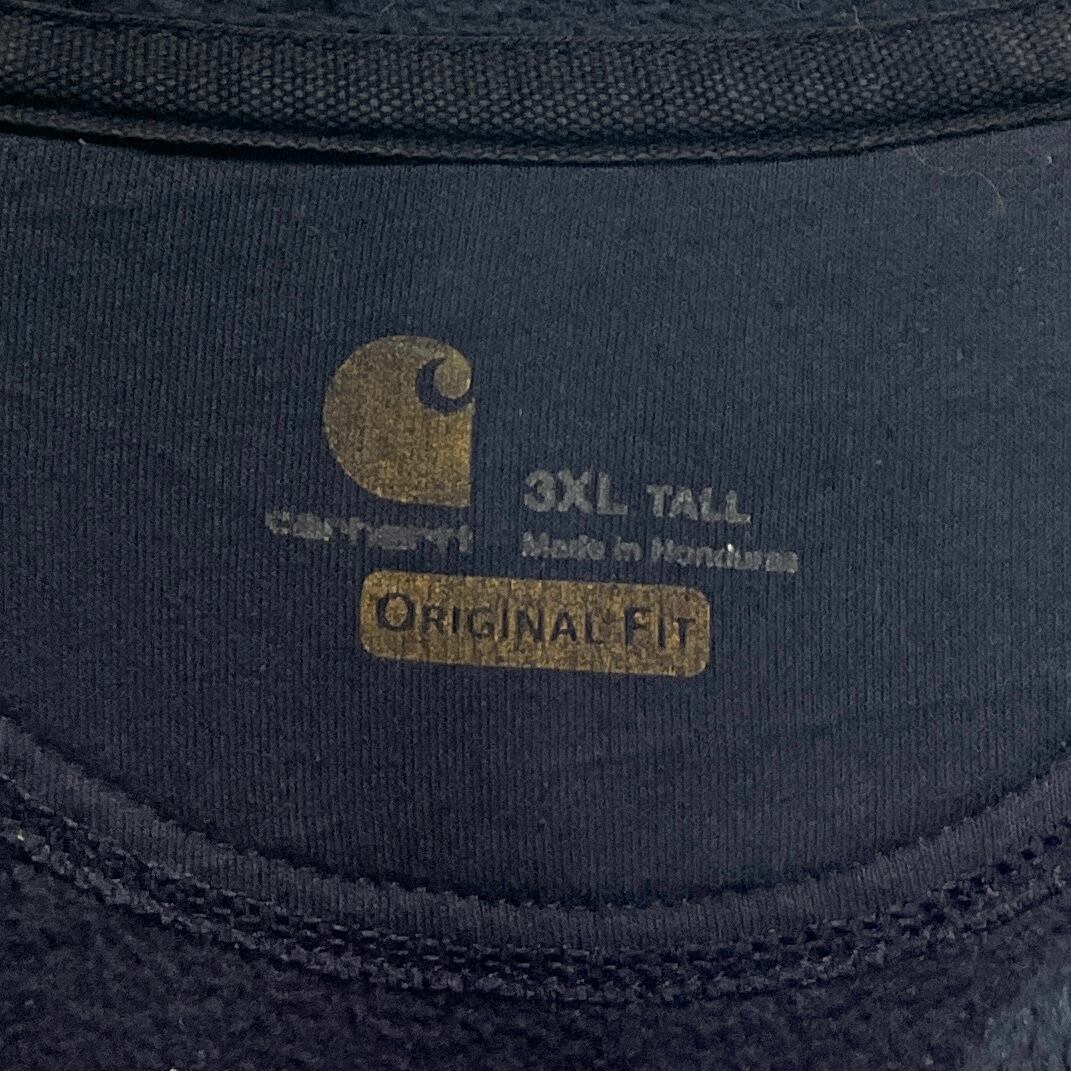 3XL TALL
carhartt
Made in Honduras
ORIGINAL FIT